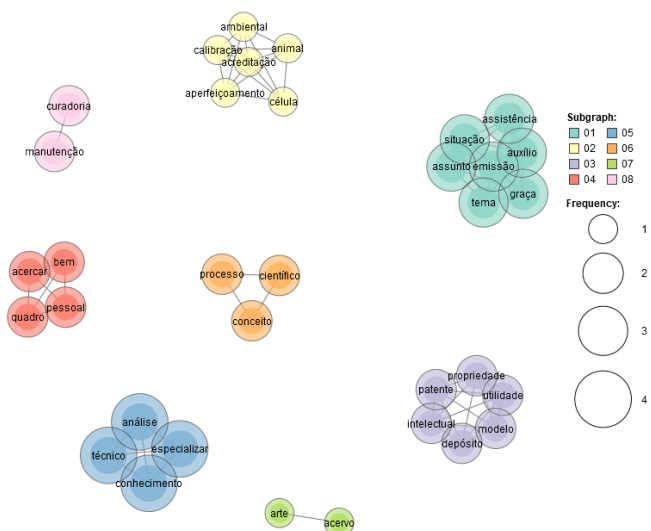 ambiental
calibração
animal
acreditação
aperfeiçoamento
célula
curadoria
manutenção
assistência
situação
auxílio
assunto
emissão
graça
tema
Subgraph:
01 05
02 06
03 07
04 08
Frequency:
1
2
3
4
acercar
bem
quadro
pessoal
processo
científico
conceito
propriedade
patente
utilidade
intelectual
modelo
depósito
análise
técnico
especializar
conhecimento
arte
acervo